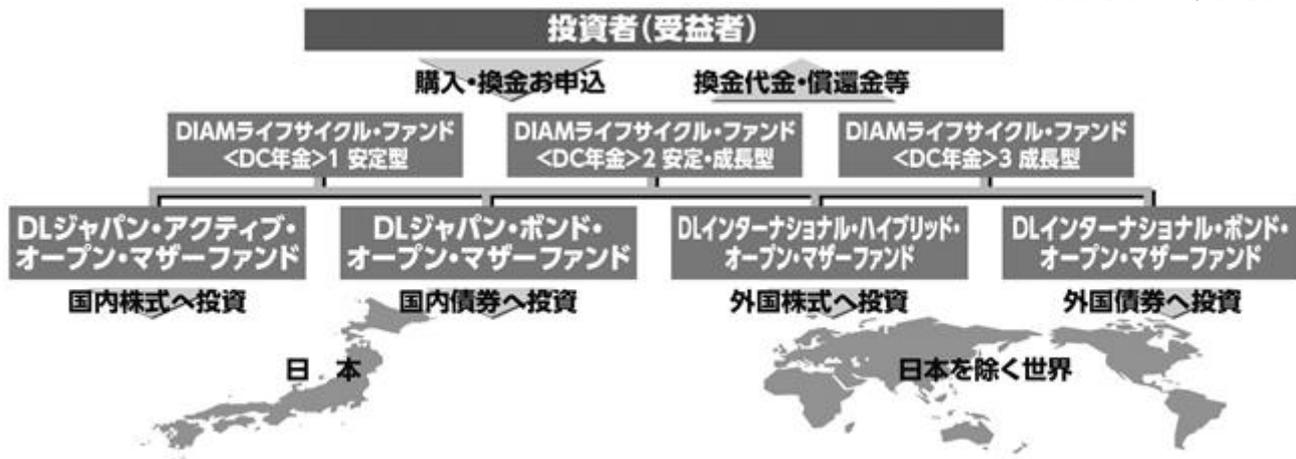 投資者(受益者)
購入・換金お申込
換金代金・償還金等
DIAMライフサイクル・ファンド
<DC年金>1 安定型
DIAMライフサイクル・ファンド
<DC年金>2 安定・成長型
DIAMライフサイクル・ファンド
<DC年金>3 成長型
DLジャパン・アクティブ・
オープン・マザーファンド
DLジャパン・ボンド・
オープン・マザーファンド
DLインターナショナル・ハイブリッド・
オープン・マザーファンド
DLインターナショナル・ボンド・
オープン・マザーファンド
国内株式へ投資
国内債券へ投資
外国株式へ投資
外国債券へ投資
日 本
日本を除く世界